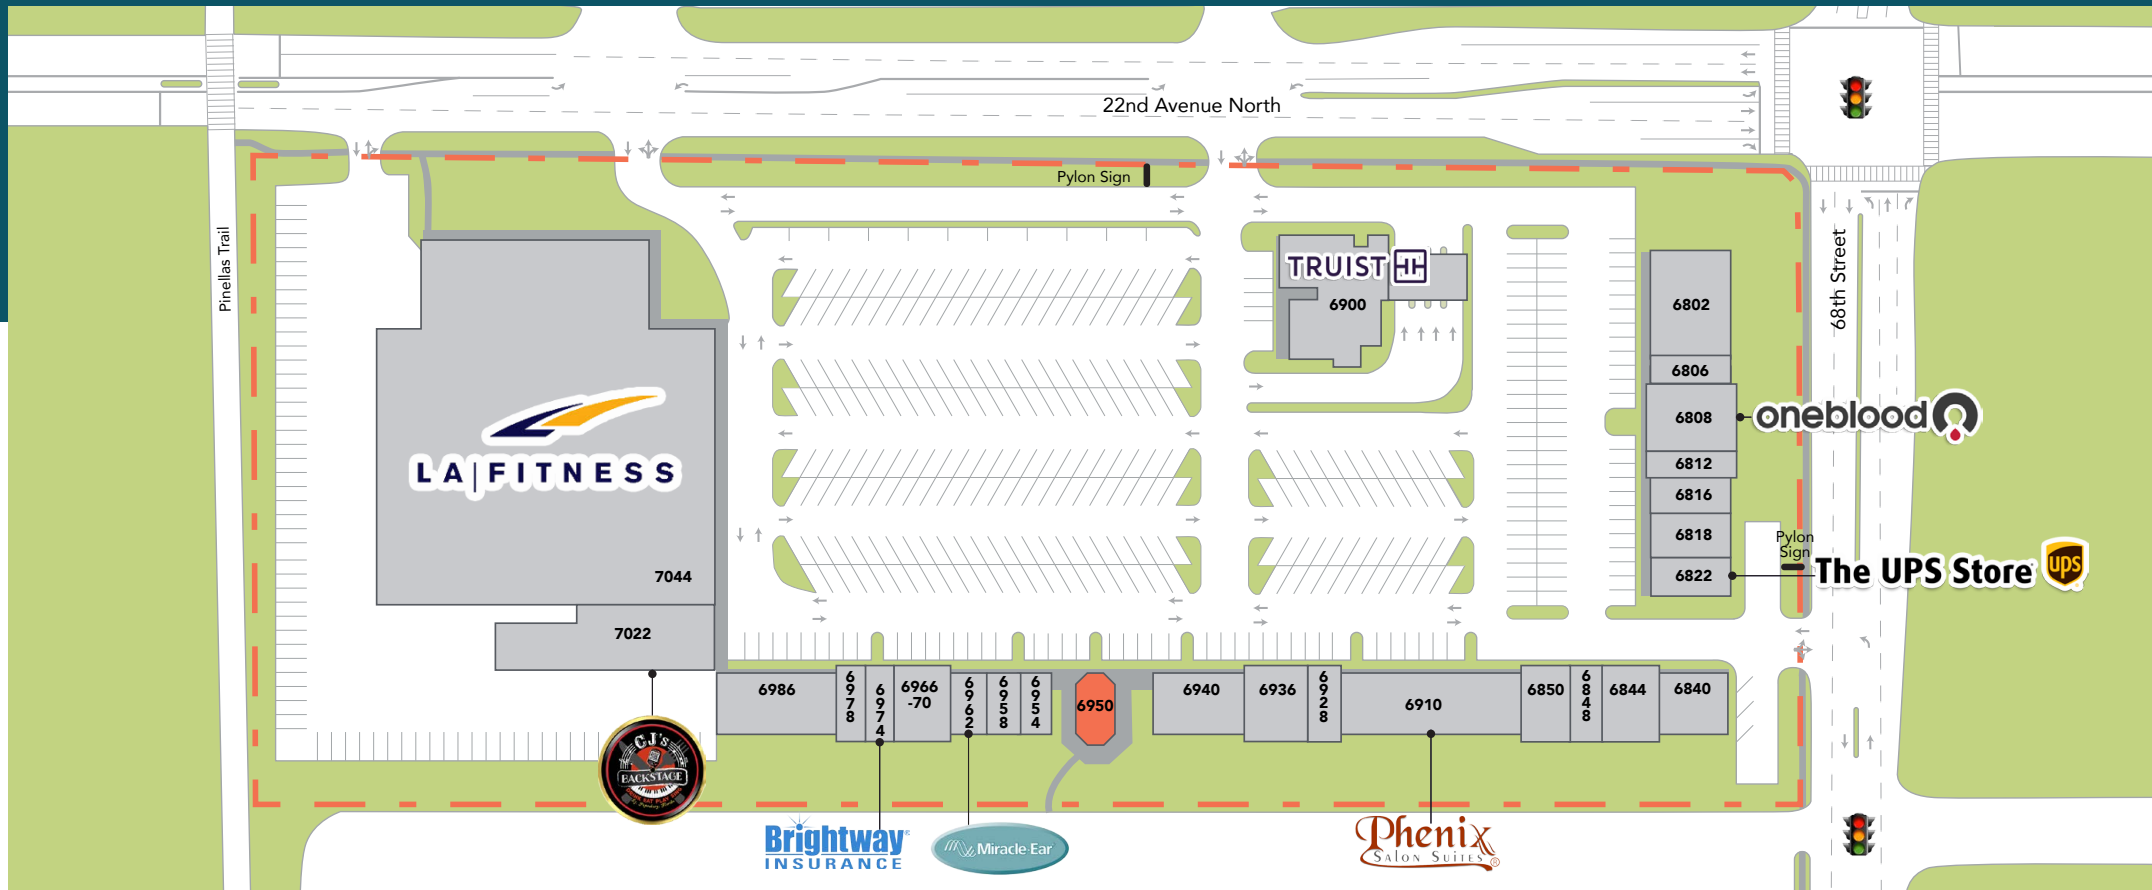 22nd Avenue North
Pylon Sign
Pinellas Trail
68th Street
TRUIST
6900
6802
6806
6808
oneblood
6812
6816
6818
6822
Pylon
Sign
The UPS Store
ups
LA|FITNESS
7044
7022
6986
6978
6974
6966
-70
6962
6958
6954
6950
6940
6936
6928
6910
6850
6848
6844
6840
CJ's
BACKSTAGE
Brightway
INSURANCE
Miracle-Ear
Phenix
SALON SUITES